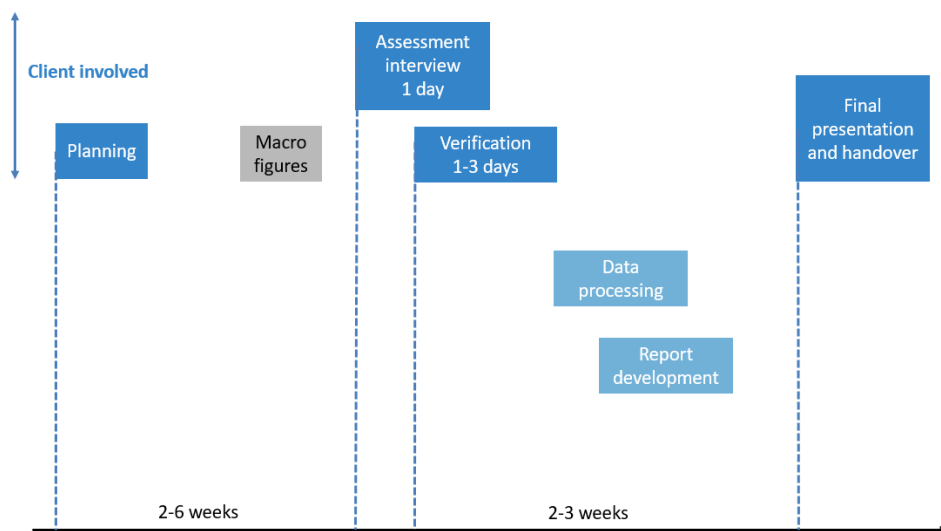 Client involved
Planning
Macro
figures
Assessment
interview
1 day
Verification
1-3 days
Final
presentation
and handover
Data
processing
Report
development
2-6 weeks
2-3 weeks